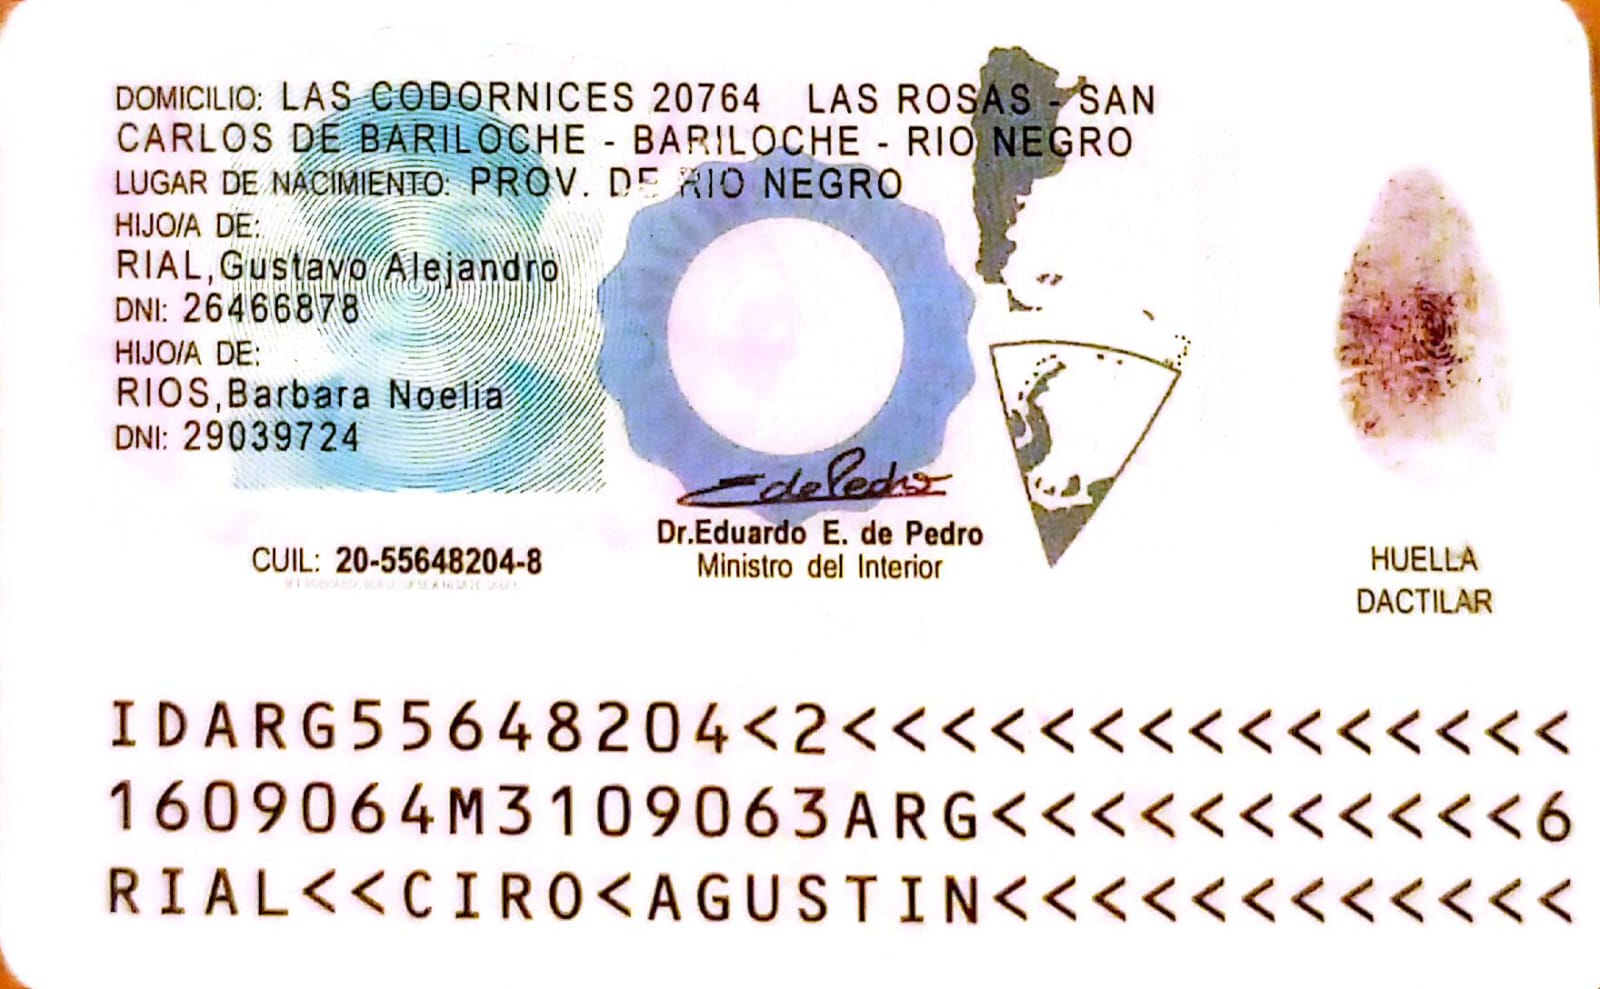 DOMICILIO: LAS CODORNICES 20764 LAS ROSAS - SAN
CARLOS DE BARILOCHE - BARILOCHE - RIO NEGRO
LUGAR DE NACIMIENTO: PROV. DE RIO NEGRO
HIJO/A DE:
RIAL,Gustavo Alejandro
DNI: 26466878
HIJO/A DE:
RIOS,Barbara Noelia
DNI: 29039724
EdePedro
Dr.Eduardo E. de Pedro
Ministro del Interior
CUIL: 20-55648204-8
HUELLA
DACTILAR
IDARG55648204<2<<<<<<<<<<<<<<<
1609064M3109063ARG<<<<<<<<<<<6
RIAL<<CIRO<AGUSTIN<<<<<<<<<<<<